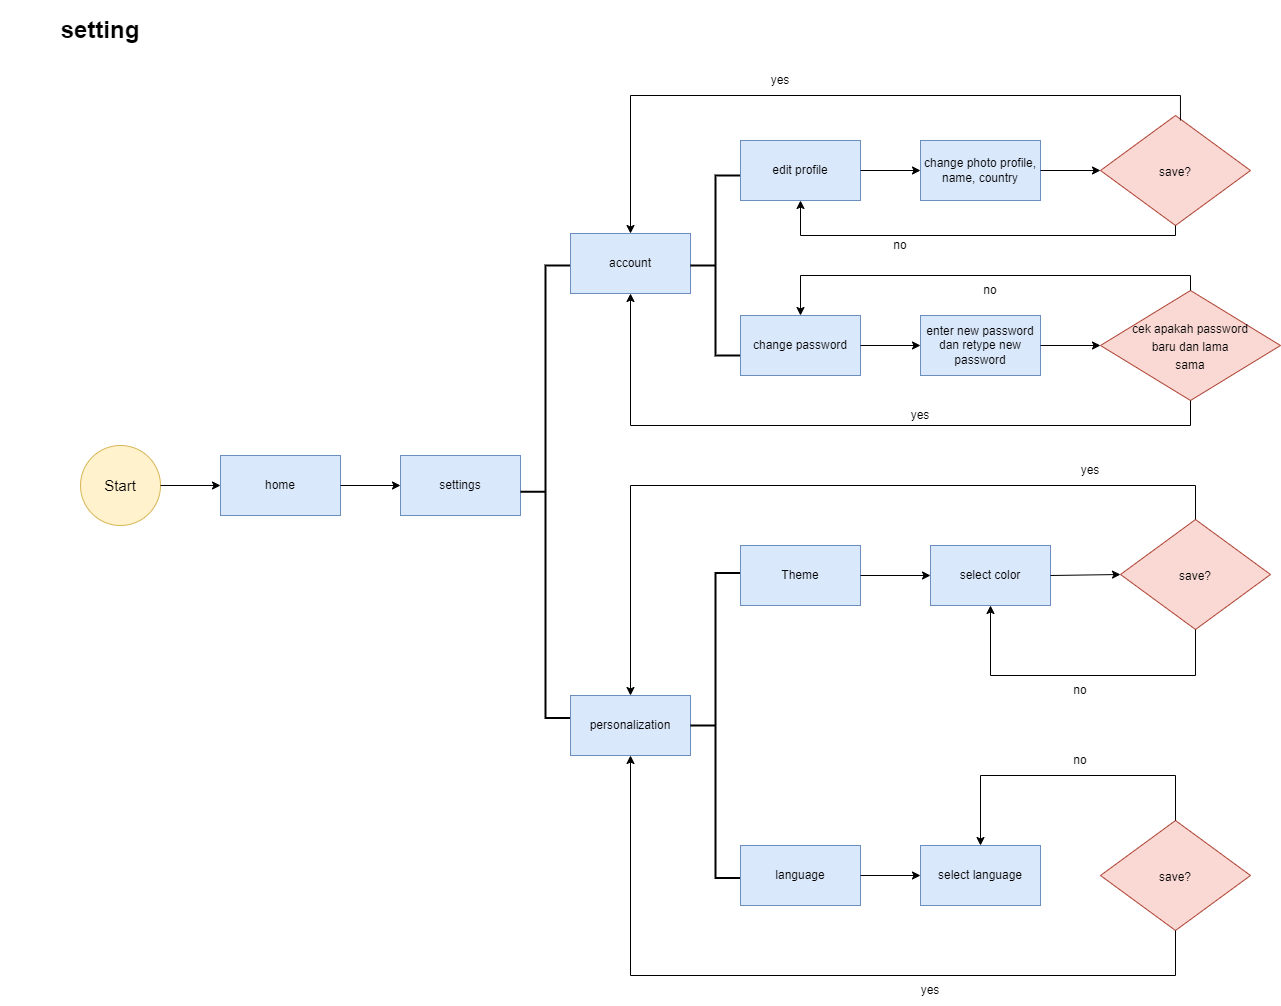 setting
yes
edit profile
change photo profile,
name, country
save?
no
account
no
change password
enter new password
dan retype new
password
cek apakah password
baru dan lama
sama
yes
Start
home
settings
yes
Theme
select color
save?
no
personalization
no
language
select language
save?
yes